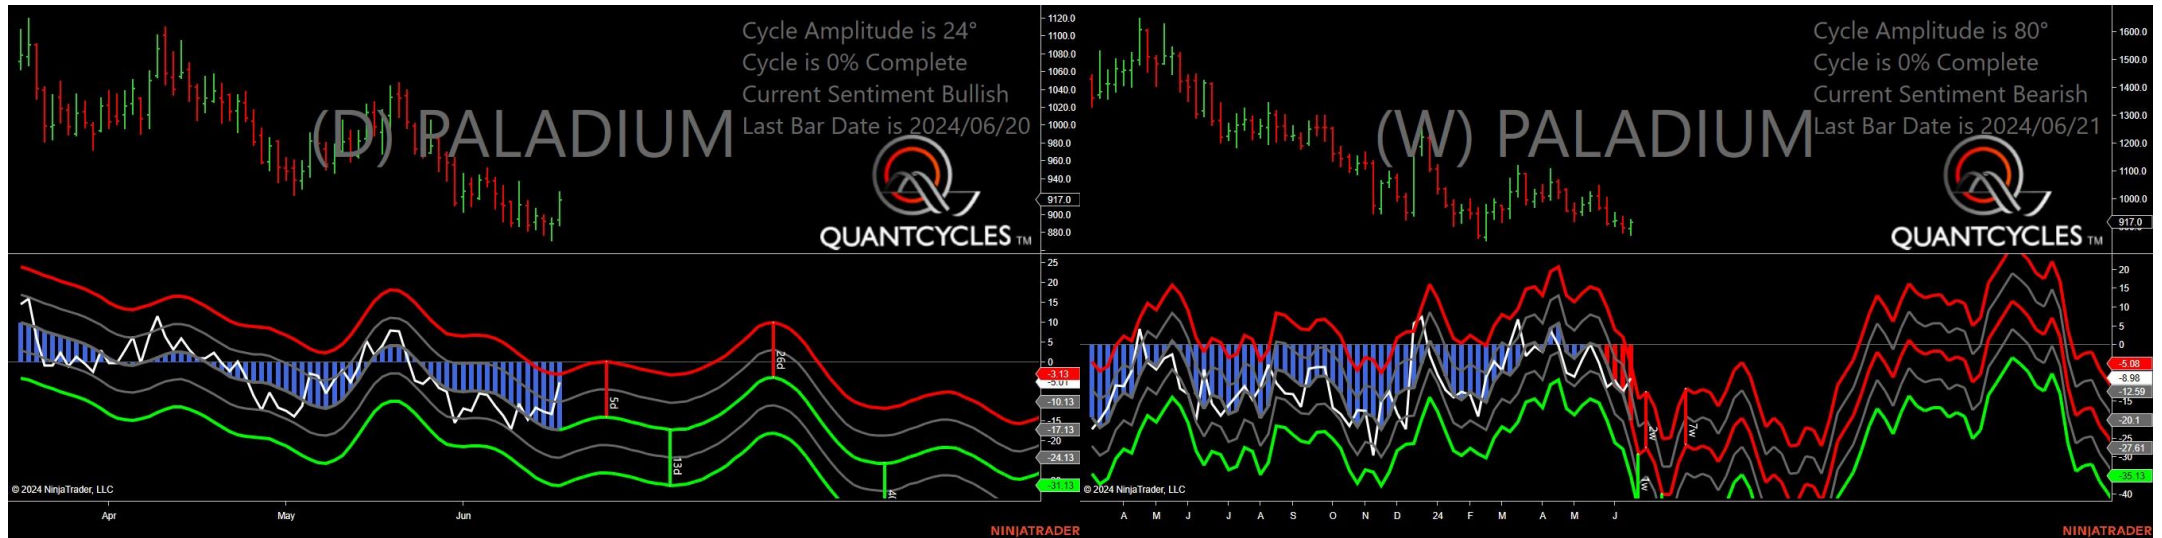 Cycle Amplitude is 24°
Cycle is 0% Complete
Current Sentiment Bullish
Last Bar Date is 2024/06/20
(D) PALADIUM
QUANTCYCLES TM
1120.0
1100.0
1080.0
1060.0
1040.0
1020.0
1000.0
980.0
960.0
940.0
917.0
900.0
880.0
25
20
15
10
5
0
-3.13
-5.01
-10.13
-15
-17.13
-20
-24.13
-31.13
5d
13d
26d
© 2024 NinjaTrader, LLC
Apr
May
Jun
NINJATRADER
Cycle Amplitude is 80°
Cycle is 0% Complete
Current Sentiment Bearish
Last Bar Date is 2024/06/21
(W) PALADIUM
QUANTCYCLES TM
1600.0
1500.0
1400.0
1300.0
1200.0
1100.0
1000.0
917.0
20
15
10
5
0
-5.08
-8.98
-12.59
-15
-20.1
-25
-27.61
-30
-35.13
-40
2w
7w
1w
© 2024 NinjaTrader, LLC
A M J J A S O N D 24 F M A M J
NINJATRADER